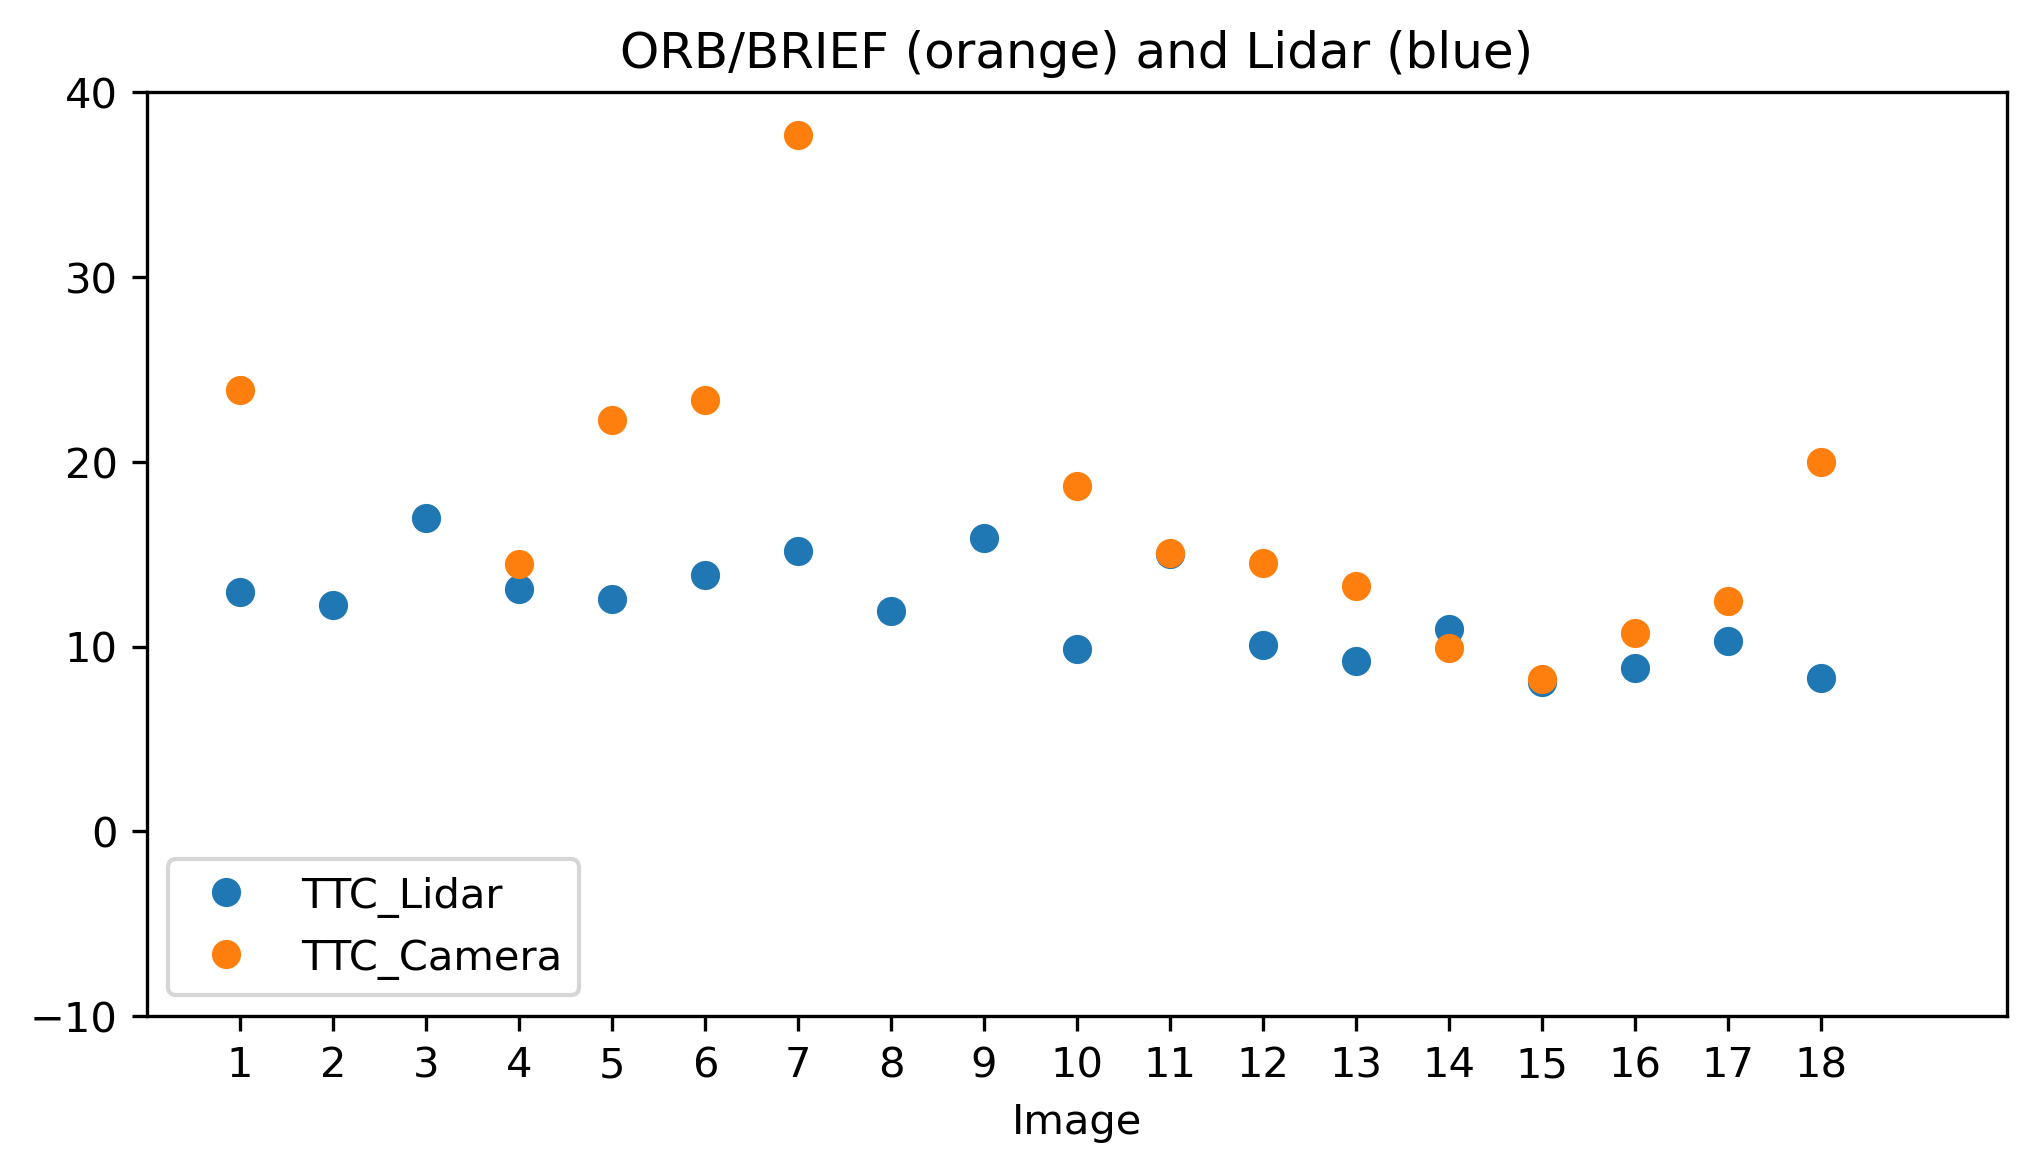 ORB/BRIEF (orange) and Lidar (blue)
40
30
20
10
0
−10
TTC_Lidar
TTC_Camera
1 2 3 4 5 6 7 8 9 10 11 12 13 14 15 16 17 18
Image